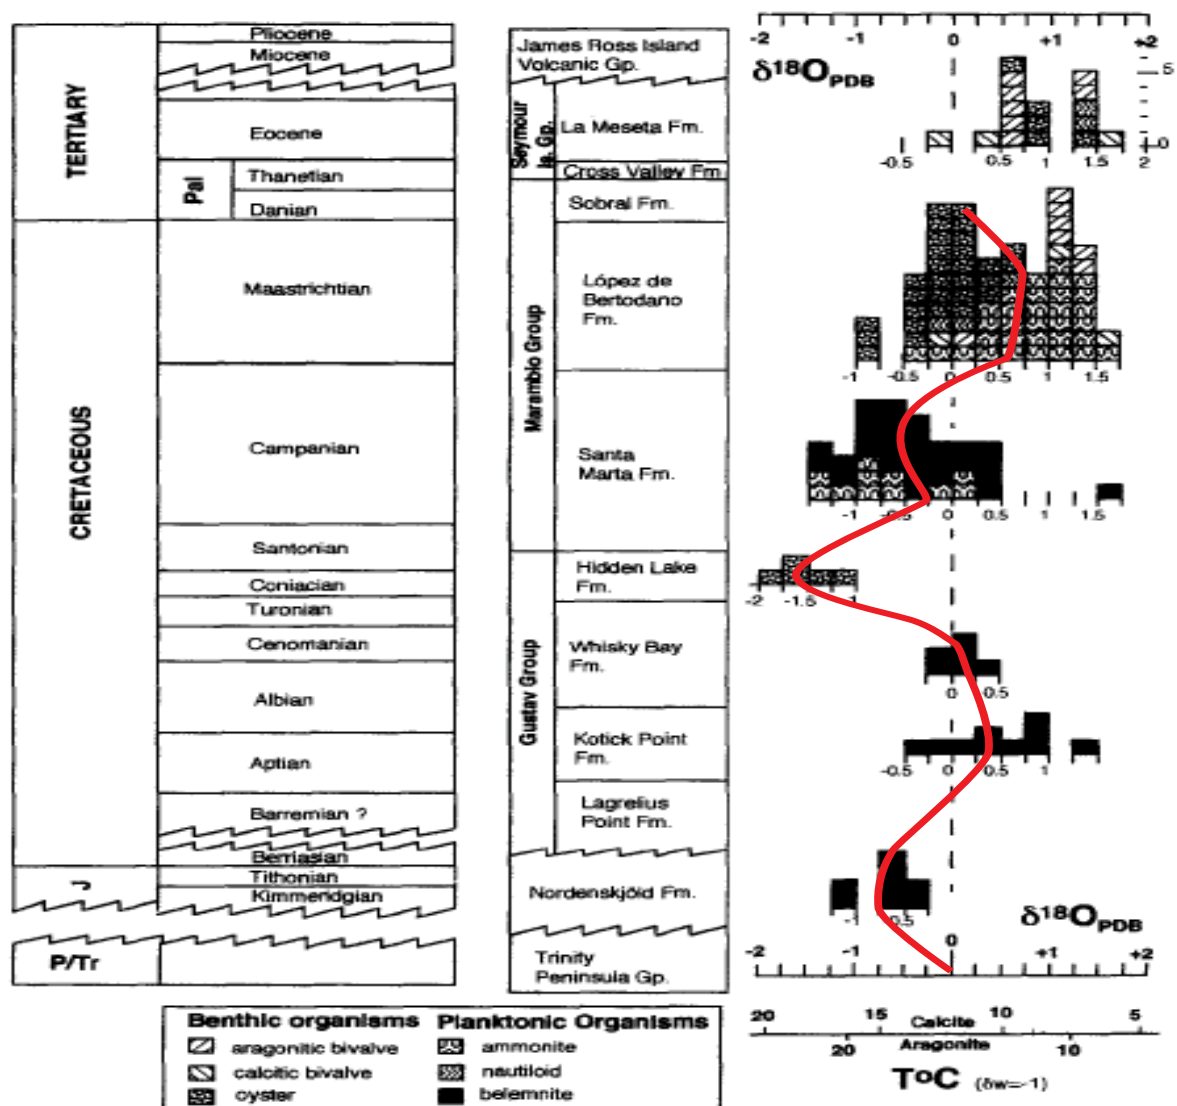 TERTIARY
CRETACEOUS
J
P/Tr
Pal
Pliocene
Miocene
Eocene
Thanetian
Danian
Maastrichtian
Campanian
Santonian
Coniacian
Turonian
Cenomanian
Albian
Aptian
Barremian ?
Berriasian
Tithonian
Kimmeridgian
Seymour
Is. Gp.
Marambio Group
Gustav Group
James Ross Island
Volcanic Gp.
La Meseta Fm.
Cross Valley Fm
Sobral Fm.
López de
Bertodano
Fm.
Santa
Marta Fm.
Hidden Lake
Fm.
Whisky Bay
Fm.
Kotick Point
Fm.
Lagrelius
Point Fm.
Nordenskjöld Fm.
Trinity
Peninsula Gp.
-2 -1 0 +1 +2
δ18OPDB
5
0
-0.5 0.5 1 1.5 2
-1 -0.5 0 0.5 1 1.5
-1 -0.5 0 0.5 1 1.5
-2 -1.5 -1
0 0.5
-0.5 0 0.5 1
-1 0.5
δ18OPDB
-2 -1 0 +1 +2
20 15 10 5
Calcite
Aragonite
20 10
T°C (δw=-1)
Benthic organisms
aragonitic bivalve
calcitic bivalve
oyster
Planktonic Organisms
ammonite
nautiloid
belemnite